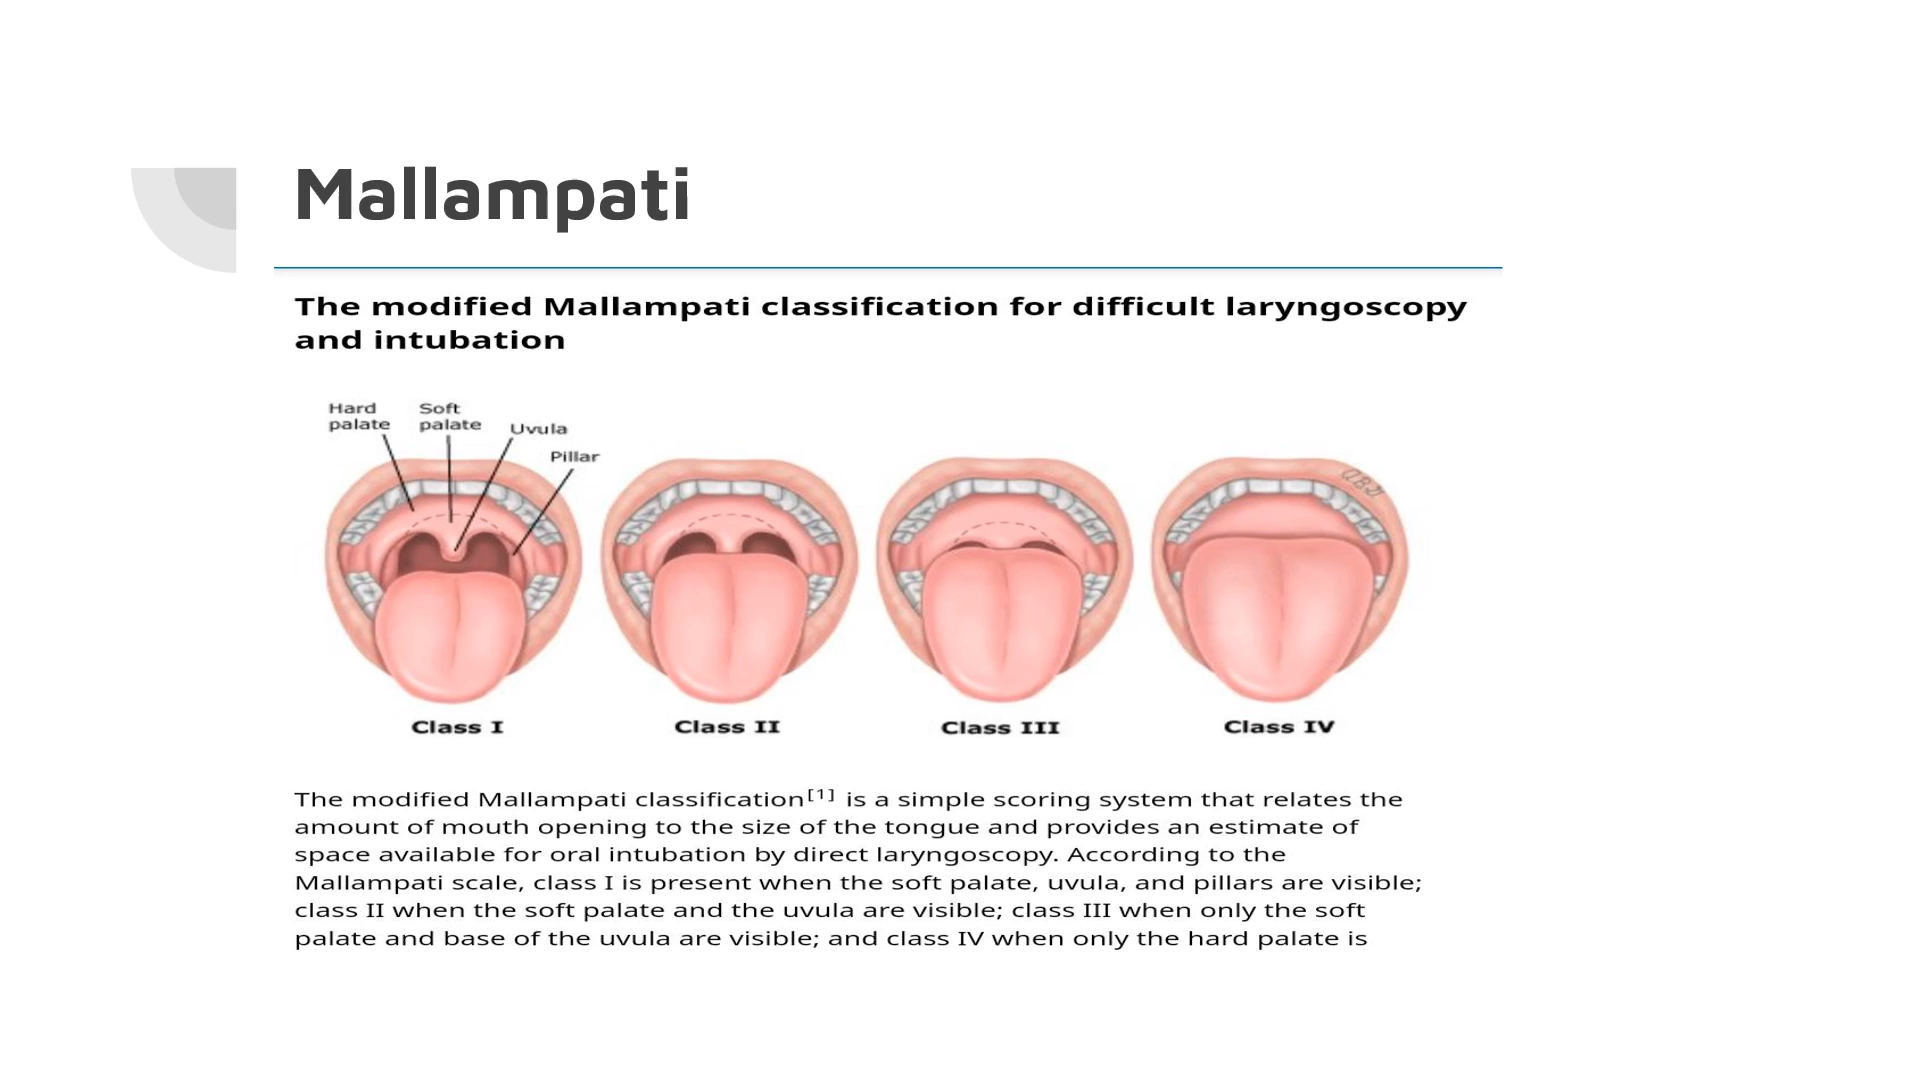 Mallampati
The modified Mallampati classification for difficult laryngoscopy
and intubation
Hard
palate
Soft
palate
Uvula
Pillar
Class I
Class II
Class III
Class IV
The modified Mallampati classification[1] is a simple scoring system that relates the
amount of mouth opening to the size of the tongue and provides an estimate of
space available for oral intubation by direct laryngoscopy. According to the
Mallampati scale, class I is present when the soft palate, uvula, and pillars are visible;
class II when the soft palate and the uvula are visible; class III when only the soft
palate and base of the uvula are visible; and class IV when only the hard palate is